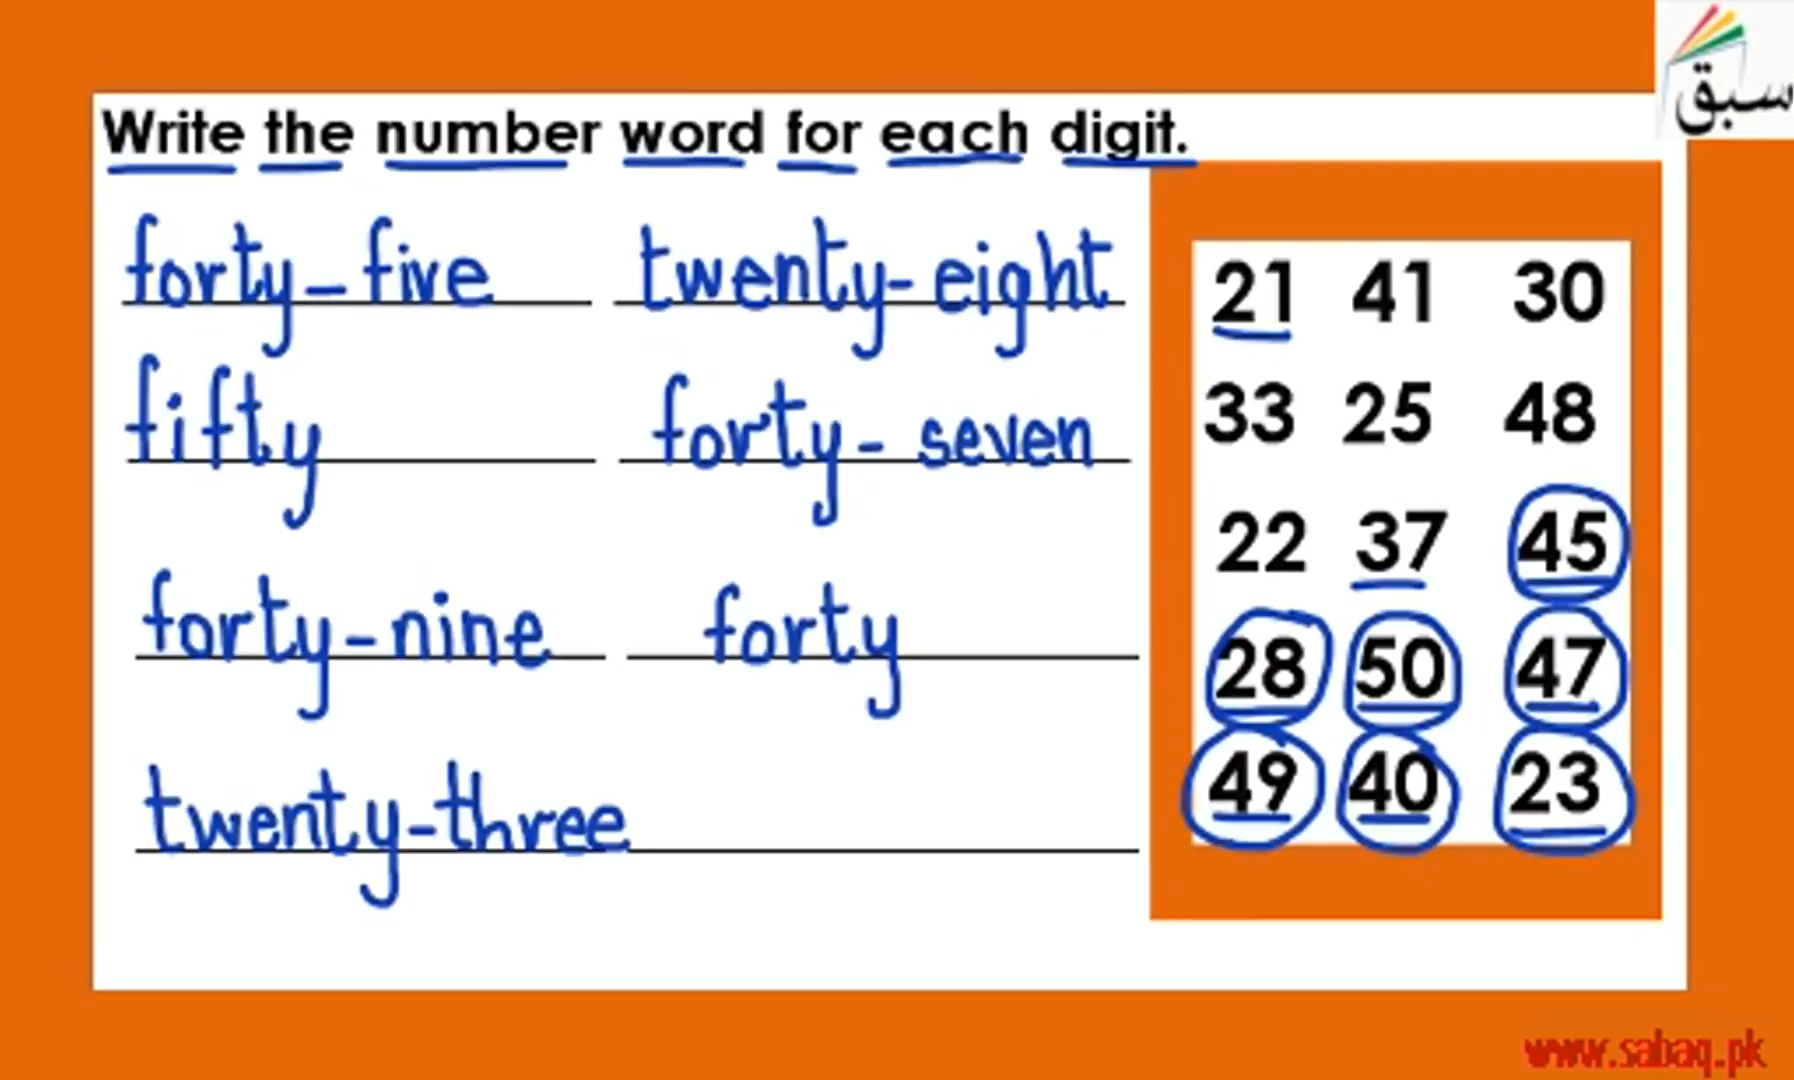 سبق
Write the number word for each digit.
forty-five twenty-eight
fifty forty-seven
forty-nine forty
twenty-three
21 41 30
33 25 48
22 37 45
28 50 47
49 40 23
www.sabaq.pk